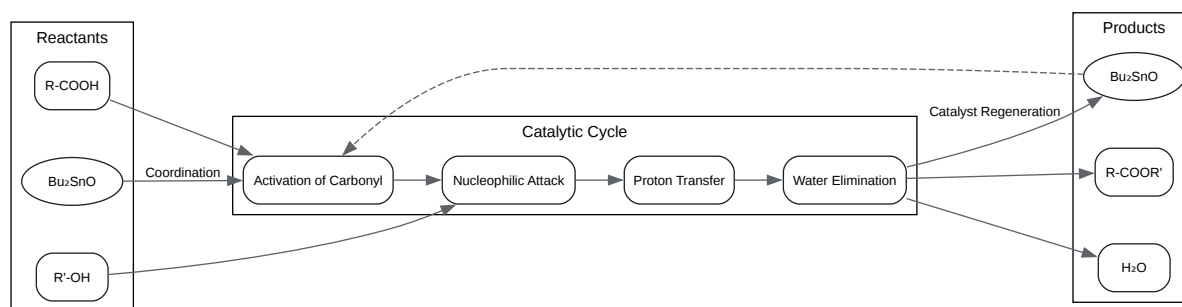 Reactants
R-COOH
Bu₂SnO
R'-OH
Coordination
Catalytic Cycle
Activation of Carbonyl
Nucleophilic Attack
Proton Transfer
Water Elimination
Catalyst Regeneration
Products
Bu₂SnO
R-COOR'
H₂O